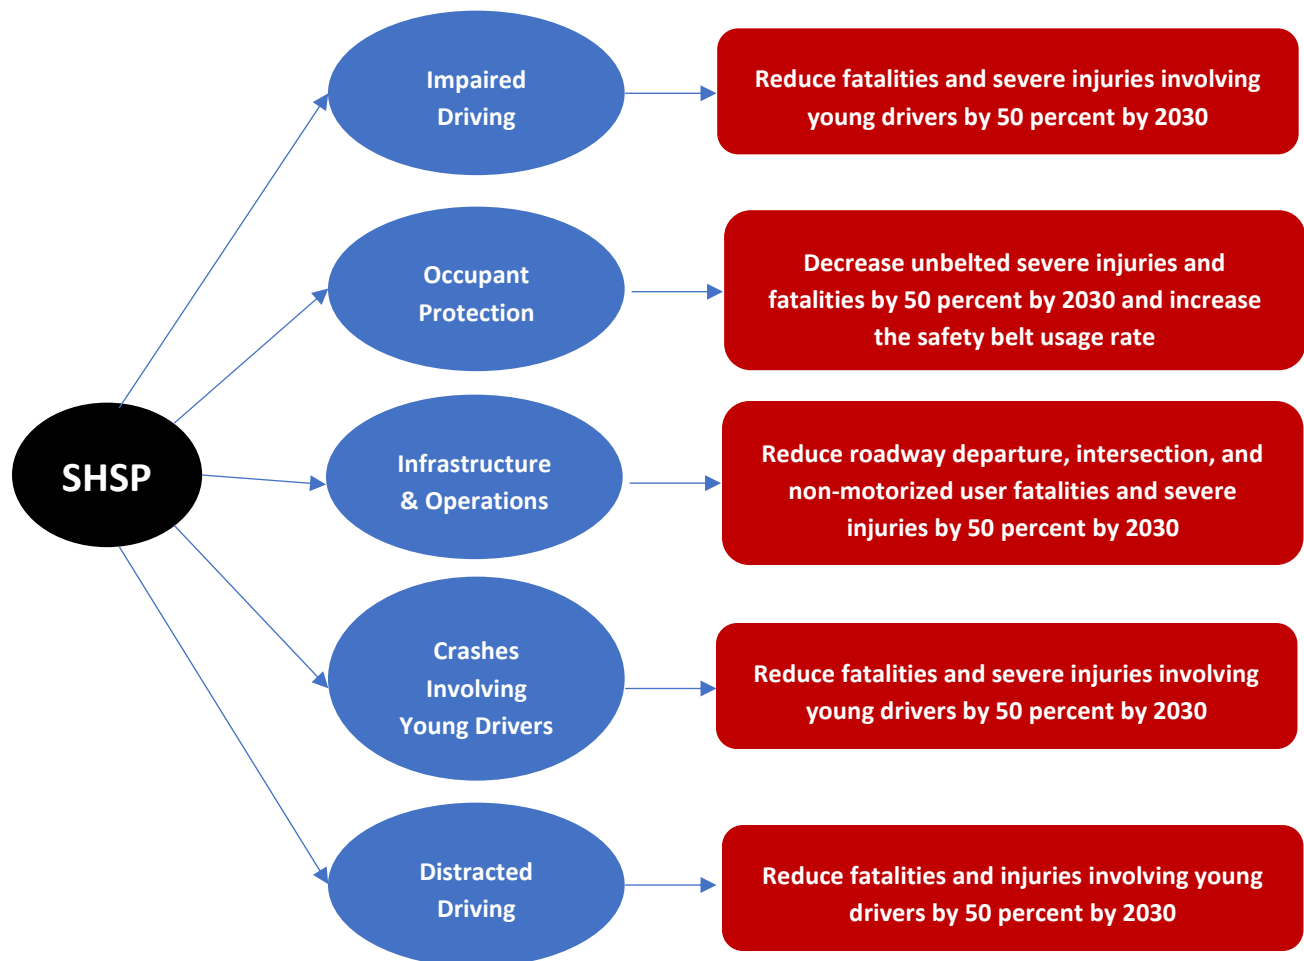 Impaired
Driving
Reduce fatalities and severe injuries involving
young drivers by 50 percent by 2030
Occupant
Protection
Decrease unbelted severe injuries and
fatalities by 50 percent by 2030 and increase
the safety belt usage rate
SHSP
Infrastructure
& Operations
Reduce roadway departure, intersection, and
non-motorized user fatalities and severe
injuries by 50 percent by 2030
Crashes
Involving
Young Drivers
Reduce fatalities and severe injuries involving
young drivers by 50 percent by 2030
Distracted
Driving
Reduce fatalities and injuries involving young
drivers by 50 percent by 2030